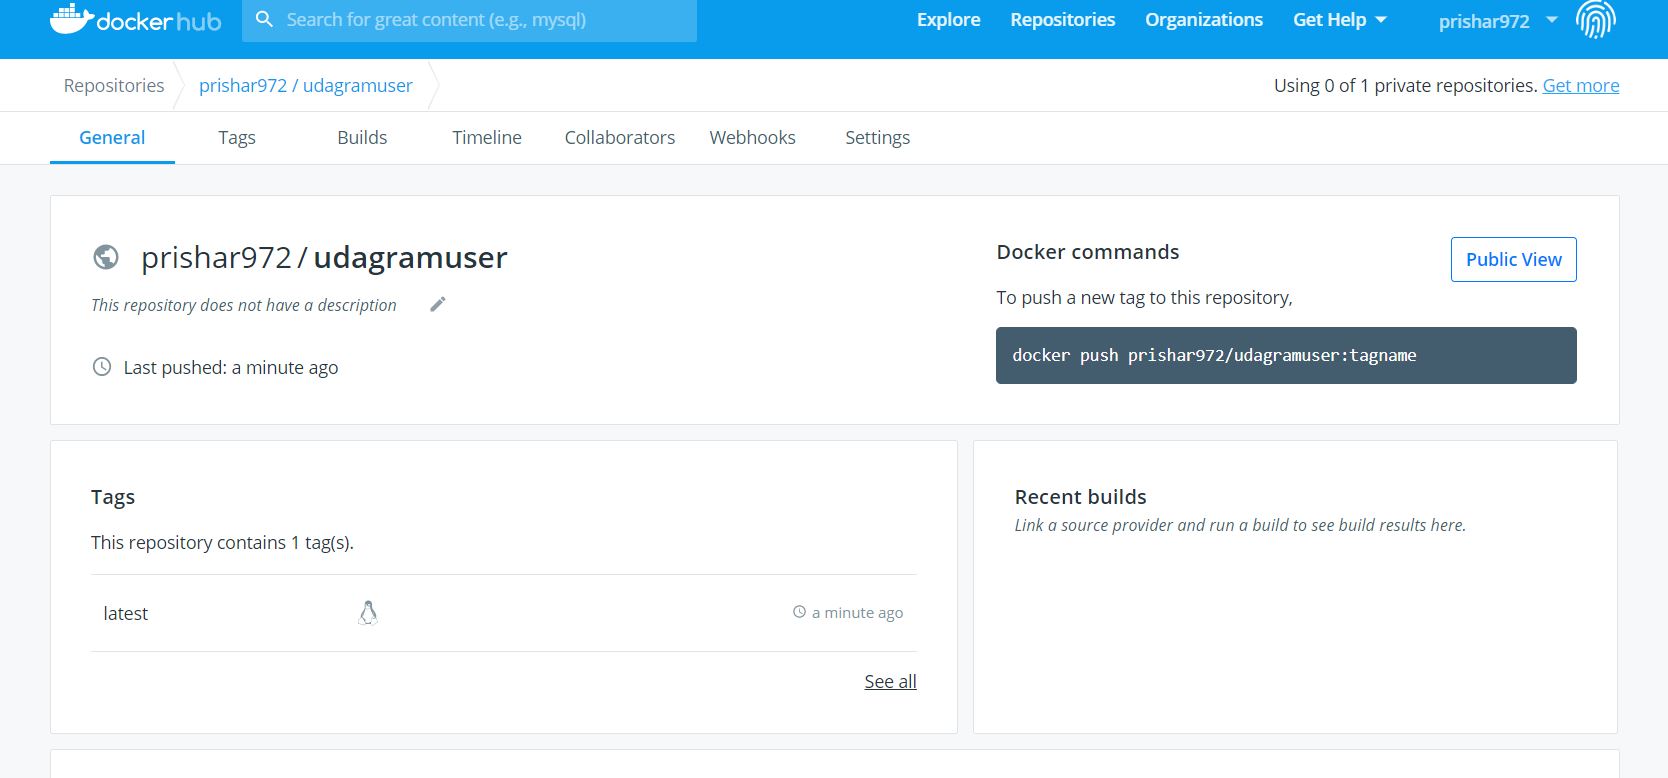 docker hub
Search for great content (e.g., mysql)
Explore
Repositories
Organizations
Get Help
prishar972
Repositories
prishar972 / udagramuser
Using 0 of 1 private repositories. Get more
General
Tags
Builds
Timeline
Collaborators
Webhooks
Settings
prishar972 / udagramuser
This repository does not have a description
Last pushed: a minute ago
Docker commands
Public View
To push a new tag to this repository,
docker push prishar972/udagramuser:tagname
Tags
This repository contains 1 tag(s).
latest
a minute ago
See all
Recent builds
Link a source provider and run a build to see build results here.